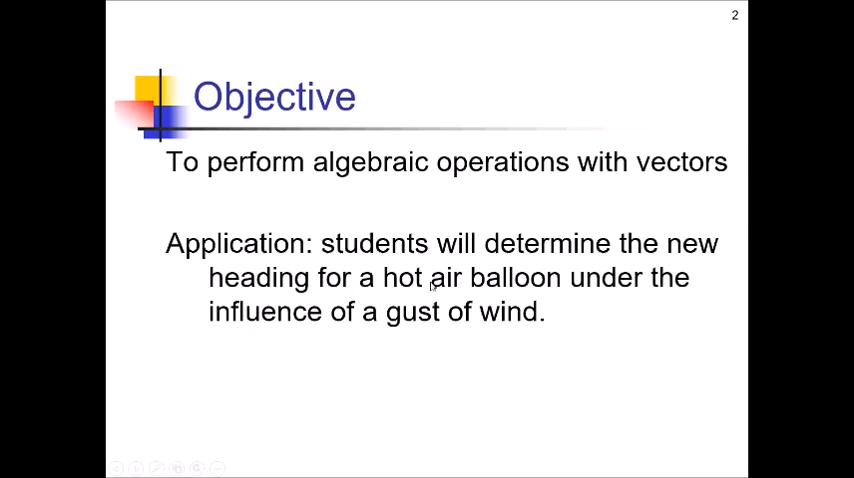 2
Objective
To perform algebraic operations with vectors
Application: students will determine the new
heading for a hot air balloon under the
influence of a gust of wind.